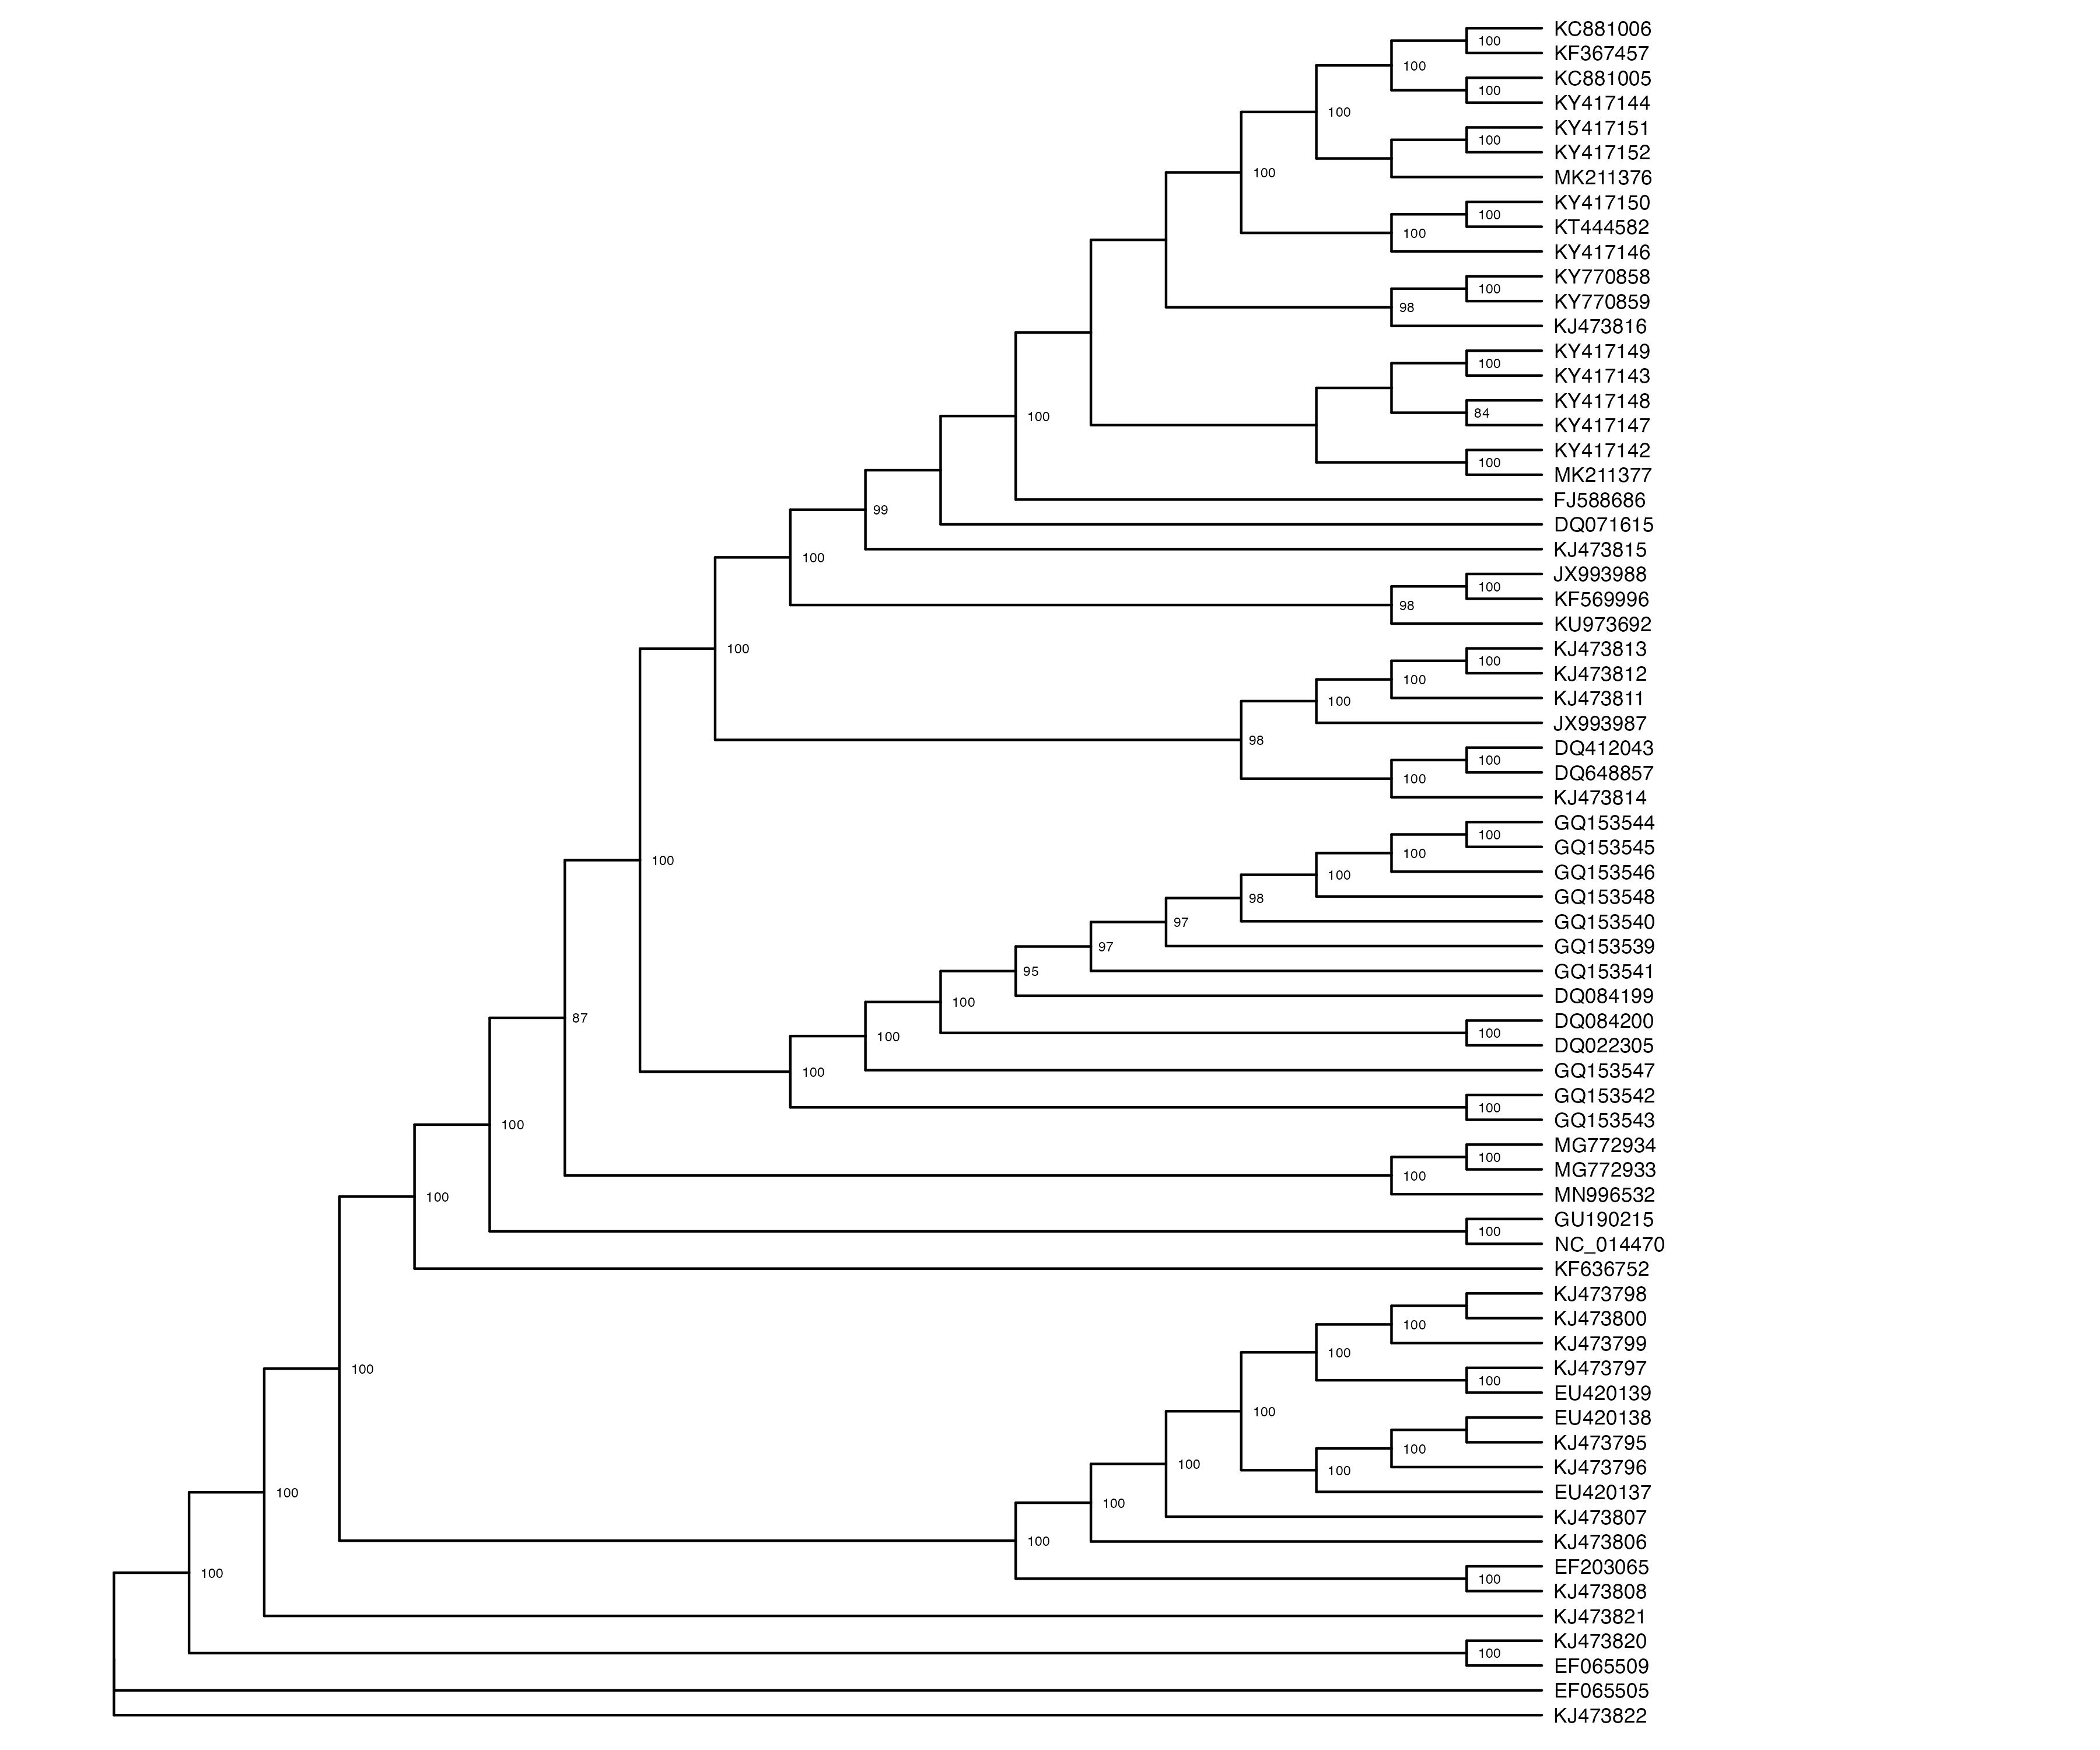 KC881006
100
KF367457
100
KC881005
100
KY417144
100
KY417151
100
KY417152
100
MK211376
KY417150
100
KT444582
100
KY417146
KY770858
100
KY770859
98
KJ473816
KY417149
100
KY417143
KY417148
84
100
KY417147
KY417142
100
MK211377
FJ588686
99
DQ071615
KJ473815
100
JX993988
100
KF569996
98
KU973692
100
KJ473813
100
KJ473812
100
KJ473811
100
JX993987
98
DQ412043
100
DQ648857
100
KJ473814
GQ153544
100
GQ153545
100
100
GQ153546
100
GQ153548
98
GQ153540
97
GQ153539
97
GQ153541
95
DQ084199
100
87
DQ084200
100
DQ022305
100
GQ153547
100
GQ153542
100
GQ153543
100
MG772934
100
MG772933
100
MN996532
100
GU190215
100
NC_014470
KF636752
KJ473798
KJ473800
100
KJ473799
100
100
KJ473797
100
EU420139
100
EU420138
KJ473795
100
KJ473796
100
100
EU420137
100
100
KJ473807
KJ473806
100
EF203065
100
100
KJ473808
KJ473821
KJ473820
100
EF065509
EF065505
KJ473822